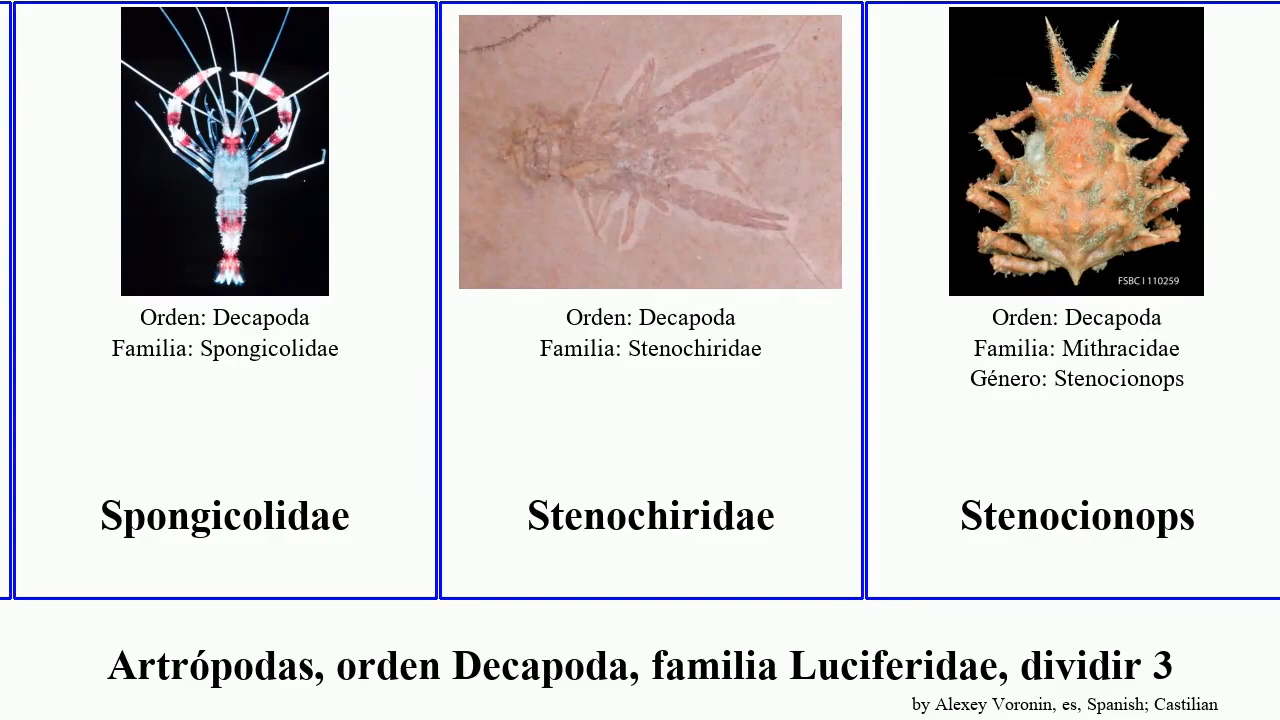 FSBC I 110259
Orden: Decapoda
Familia: Spongicolidae
Spongicolidae
Orden: Decapoda
Familia: Stenochiridae
Stenochiridae
Orden: Decapoda
Familia: Mithracidae
Género: Stenocionops
Stenocionops
Artrópodas, orden Decapoda, familia Luciferidae, dividir 3
by Alexey Voronin, es, Spanish; Castilian